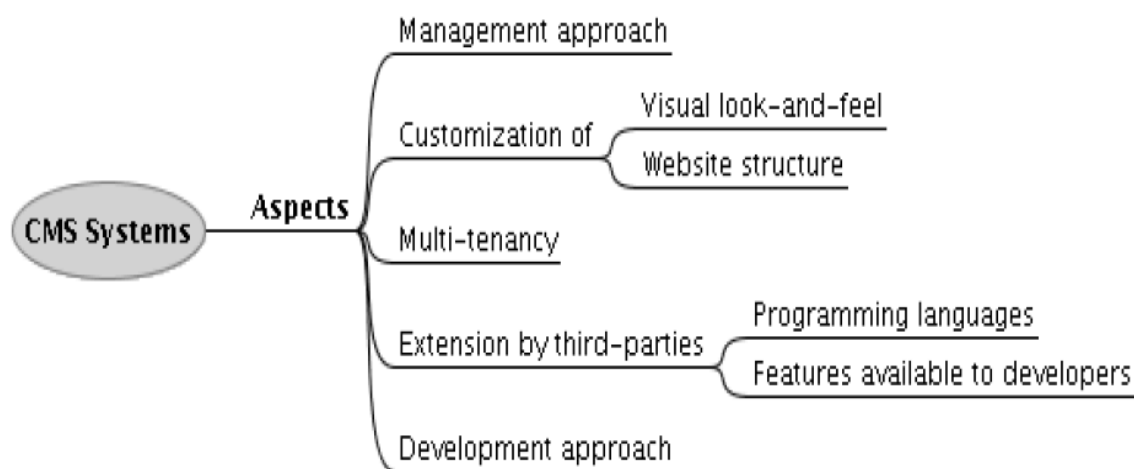 CMS Systems
Aspects
Management approach
Customization of
Visual look-and-feel
Website structure
Multi-tenancy
Extension by third-parties
Programming languages
Features available to developers
Development approach